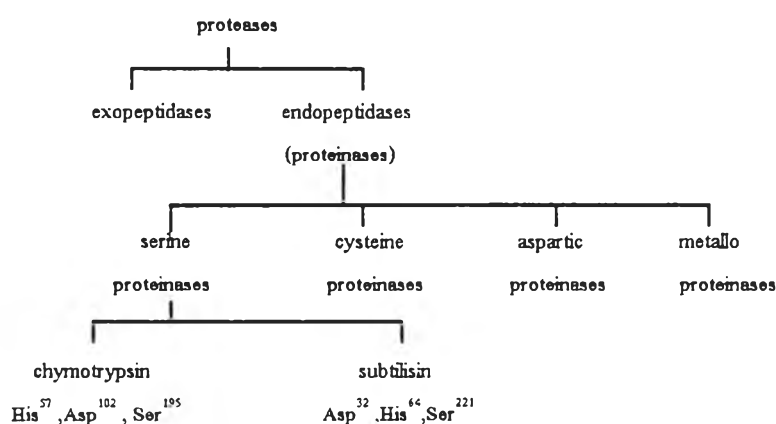 proteases
exopeptidases endopeptidases
(proteinases)
serine cysteine aspartic metallo
proteinases proteinases proteinases proteinases
chymotrypsin subtilisin
His⁵⁷,Asp¹⁰², Ser¹⁹⁵ Asp³²,His⁶⁴,Ser²²¹